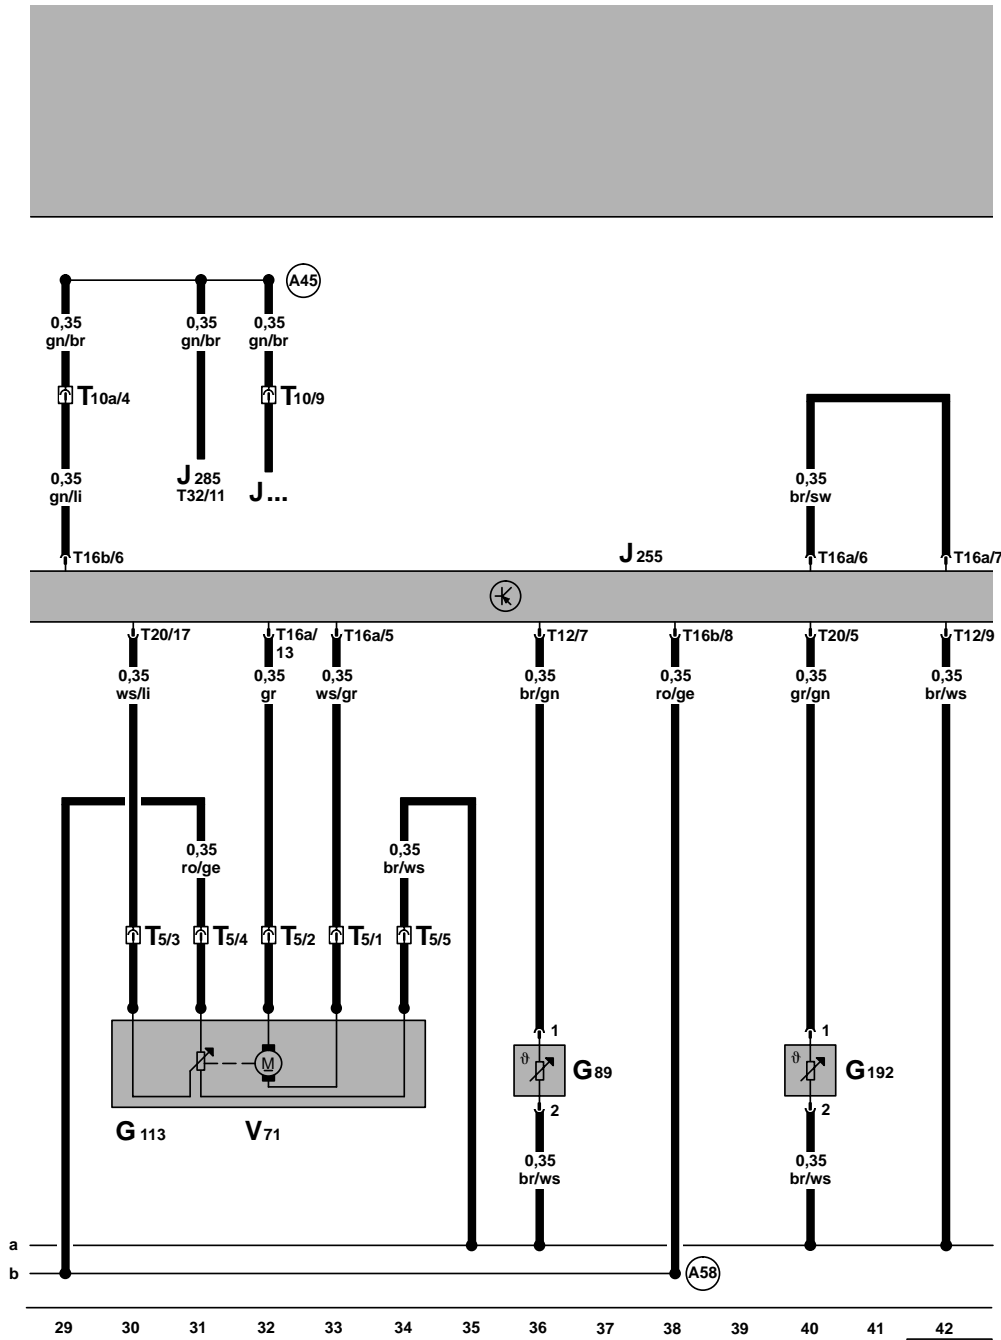 A45
0,35 0,35 0,35
gn/br gn/br gn/br
T10a/4 T10/9
0,35 J285 0,35
gn/li T32/11 J... br/sw
T16b/6 J255 T16a/6 T16a/7
T20/17 T16a/ T16a/5 T12/7 T16b/8 T20/5 T12/9
13
0,35 0,35 0,35 0,35 0,35 0,35 0,35
ws/li gr ws/gr br/gn ro/ge gr/gn br/ws
0,35 0,35
ro/ge br/ws
T5/3 T5/4 T5/2 T5/1 T5/5
1 1
M ϑ G89 ϑ G192
2 2
G113 V71
0,35 0,35
br/ws br/ws
a
b A58
29 30 31 32 33 34 35 36 37 38 39 40 41 42